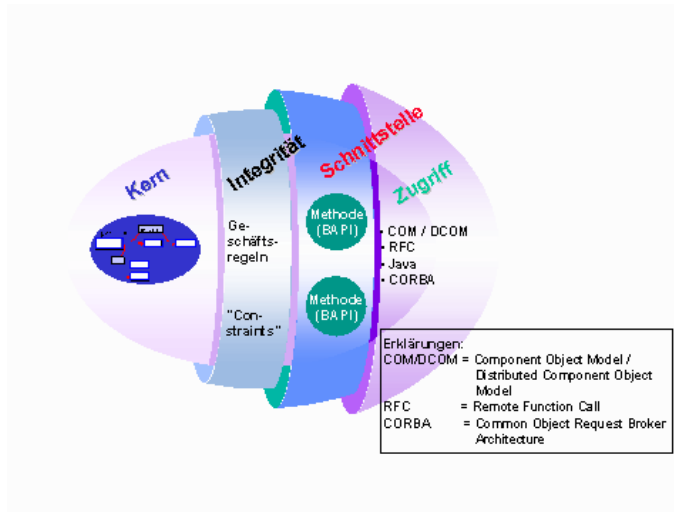 Kern
Integrität
Schnittstelle
Zugriff
Ge-
schäfts-
regeln
"Con-
straints"
Methode
(BAPI)
Methode
(BAPI)
• COM / DCOM
• RFC
• Java
• CORBA
Erklärungen:
COM/DCOM = Component Object Model /
Distributed Component Object
Model
RFC = Remote Function Call
CORBA = Common Object Request Broker
Architecture